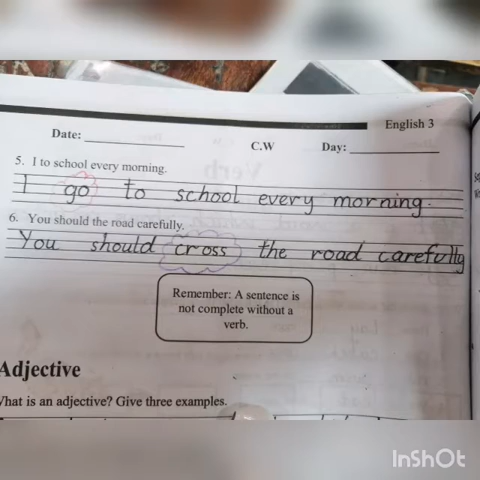 English 3
Date: ____________ C.W Day: ____________
5. I to school every morning.
I go to school every morning.
6. You should the road carefully.
You should cross the road carefully
Remember: A sentence is
not complete without a
verb.
Adjective
What is an adjective? Give three examples.
InShOt